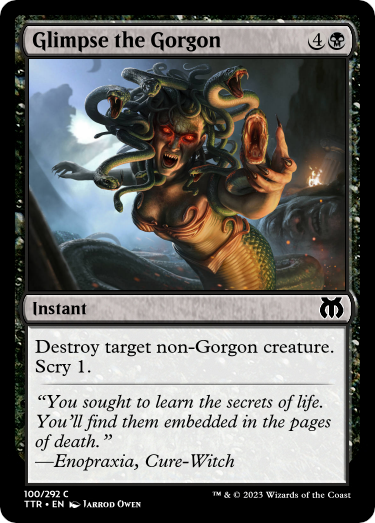 Glimpse the Gorgon 4
Instant
Destroy target non-Gorgon creature.
Scry 1.
“You sought to learn the secrets of life.
You’ll find them embedded in the pages
of death.”
—Enopraxia, Cure-Witch
100/292 C ™ & © 2023 Wizards of the Coast
TTR • EN Jarrod Owen